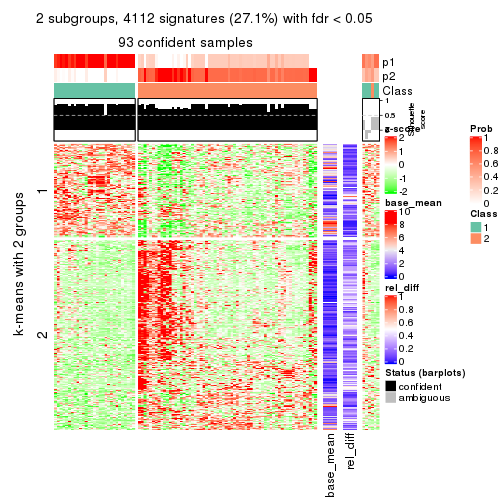 2 subgroups, 4112 signatures (27.1%) with fdr < 0.05
93 confident samples
p1
p2
Class
1
0.5
0
Silhouette
score
k-means with 2 groups
1
2
base_mean
rel_diff
z-score
2
1
0
-1
-2
base_mean
10
8
6
4
2
0
rel_diff
1
0.8
0.6
0.4
0.2
0
Status (barplots)
confident
ambiguous
Prob
1
0.8
0.6
0.4
0.2
0
Class
1
2